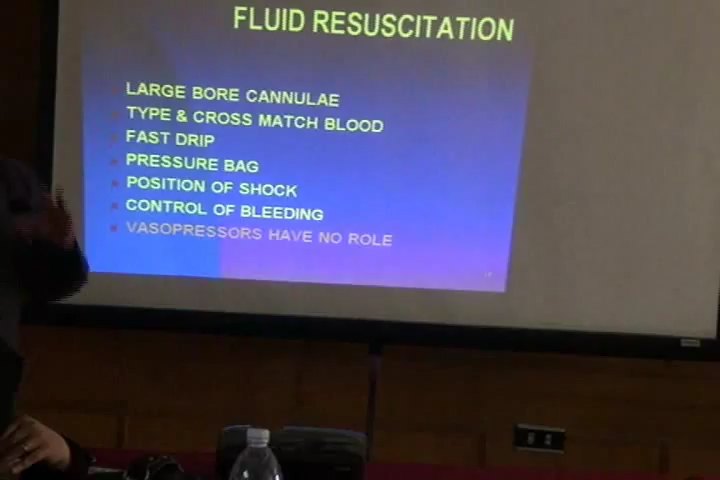 FLUID RESUSCITATION
LARGE BORE CANNULAE
TYPE & CROSS MATCH BLOOD
FAST DRIP
PRESSURE BAG
POSITION OF SHOCK
CONTROL OF BLEEDING
VASOPRESSORS HAVE NO ROLE